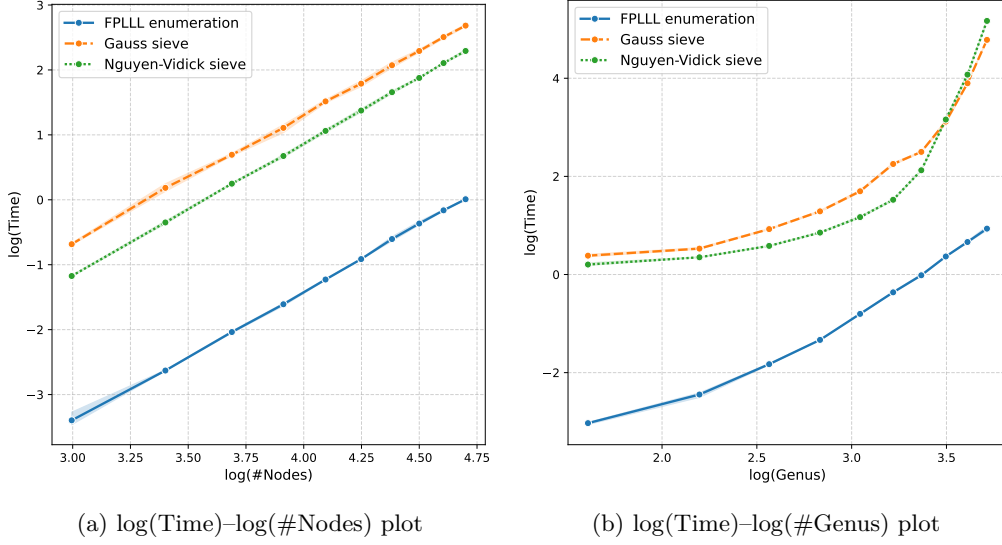 FPLLL enumeration
Gauss sieve
Nguyen-Vidick sieve
3
2
1
0
−1
−2
−3
log(Time)
3.00
3.25
3.50
3.75
4.00
4.25
4.50
4.75
log(#Nodes)
(a) log(Time)–log(#Nodes) plot
FPLLL enumeration
Gauss sieve
Nguyen-Vidick sieve
4
2
0
−2
log(Time)
2.0
2.5
3.0
3.5
log(Genus)
(b) log(Time)–log(#Genus) plot